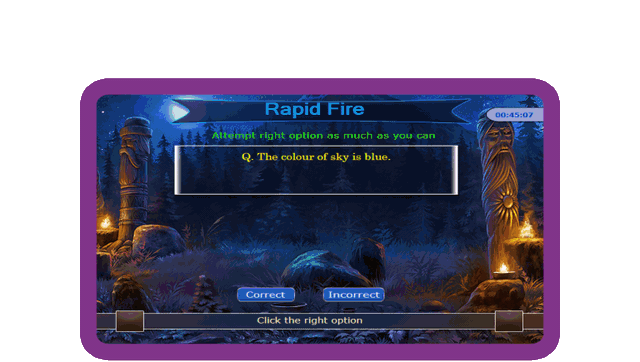 Rapid Fire
00:45:07
Attempt right option as much as you can
Q. The colour of sky is blue.
Correct
Incorrect
Click the right option